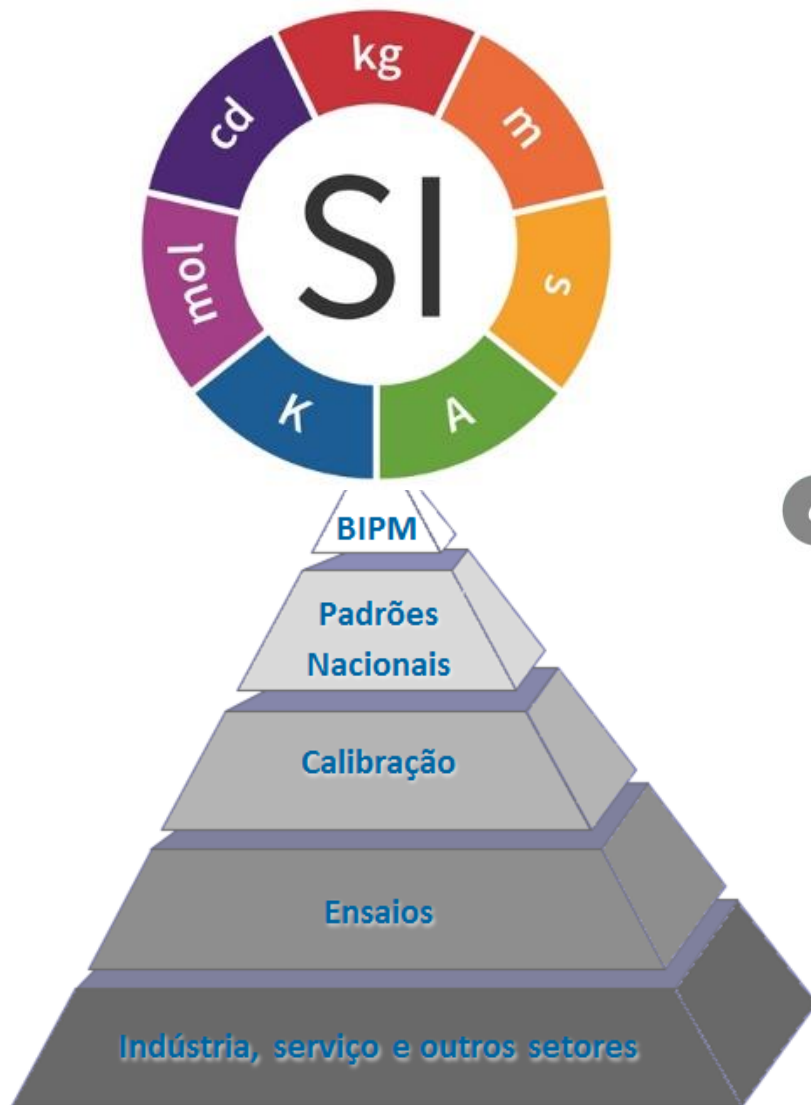 kg
cd
m
SI
mol
s
K
A
BIPM
Padrões
Nacionais
Calibração
Ensaios
Indústria, serviço e outros setores